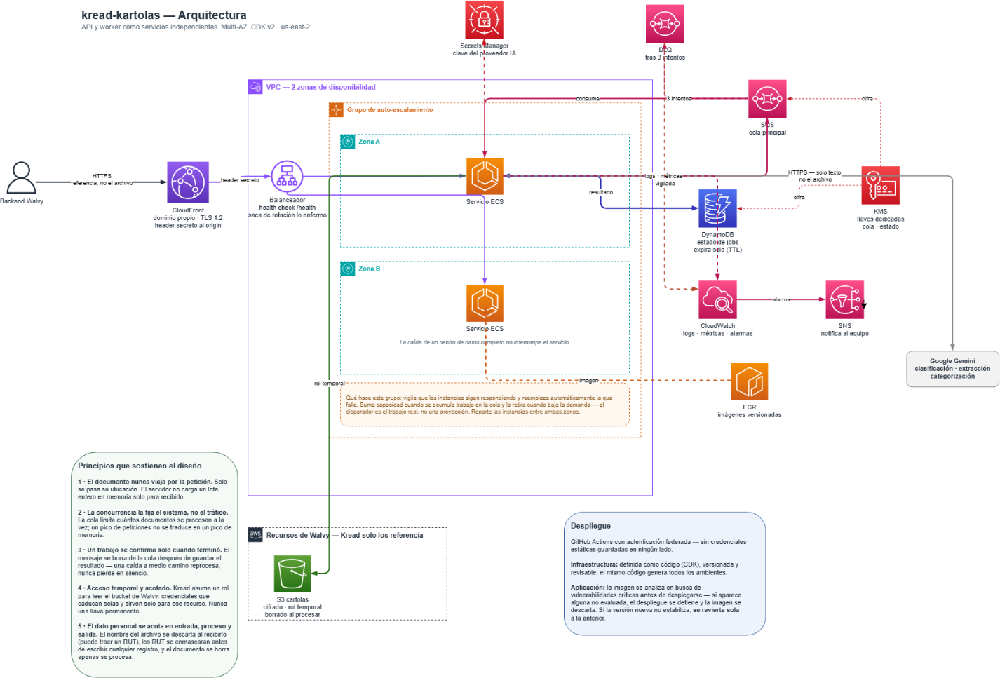 kread-kartolas — Arquitectura
API y worker como servicios independientes. Multi-AZ. CDK v2 · us-east-2.
Secrets Manager
clave del proveedor IA
DLQ
tras 3 intentos
VPC — 2 zonas de disponibilidad
consume
3 intentos
cifra
SQS
cola principal
Grupo de auto-escalamiento
Zona A
HTTPS
referencia, no el archivo
Backend Walvy
header secreto
CloudFront
dominio propio · TLS 1.2
header secreto al origin
Balanceador
health check /health
saca de rotación lo enfermo
Servicio ECS
logs · métricas
vigilada
resultado
HTTPS — solo texto,
no el archivo
cifra
KMS
llaves dedicadas
cola · estado
DynamoDB
estado de jobs
expira solo (TTL)
Zona B
Servicio ECS
La caída de un centro de datos completo no interrumpe el servicio.
CloudWatch
logs · métricas · alarmas
alarma
SNS
notifica al equipo
Google Gemini
clasificación · extracción
categorización
rol temporal
imagen
ECR
imágenes versionadas
Qué hace este grupo: vigila que las instancias sigan respondiendo y reemplaza automáticamente la que
falle. Suma capacidad cuando se acumula trabajo en la cola y la retira cuando baja la demanda — el
disparador es el trabajo real, no una proyección. Reparte las instancias entre ambas zonas.
Principios que sostienen el diseño
1 · El documento nunca viaja por la petición. Solo
se pasa su ubicación. El servidor no carga un lote
entero en memoria solo para recibirlo.
2 · La concurrencia la fija el sistema, no el tráfico.
La cola limita cuántos documentos se procesan a la
vez; un pico de peticiones no se traduce en un pico de
memoria.
3 · Un trabajo se confirma solo cuando terminó. El
mensaje se borra de la cola después de guardar el
resultado — una caída a medio camino reprocesa,
nunca pierde en silencio.
4 · Acceso temporal y acotado. Kread asume un rol
para leer el bucket de Walvy: credenciales que
caducan solas y sirven solo para ese recurso. Nunca
una llave permanente.
5 · El dato personal se acota en entrada, proceso y
salida. El nombre del archivo se descarta al recibirlo
(puede traer un RUT), los RUT se enmascaran antes
de escribir cualquier registro, y el documento se borra
apenas se procesa.
aws
Recursos de Walvy — Kread solo los referencia
S3 cartolas
cifrado · rol temporal
borrado al procesar
Despliegue
GitHub Actions con autenticación federada — sin credenciales
estáticas guardadas en ningún lado.
Infraestructura: definida como código (CDK), versionada y
revisable; el mismo código genera todos los ambientes.
Aplicación: la imagen se analiza en busca de
vulnerabilidades críticas antes de desplegarse — si aparece
alguna no evaluada, el despliegue se detiene y la imagen se
descarta. Si la versión nueva no estabiliza, se revierte sola
a la anterior.